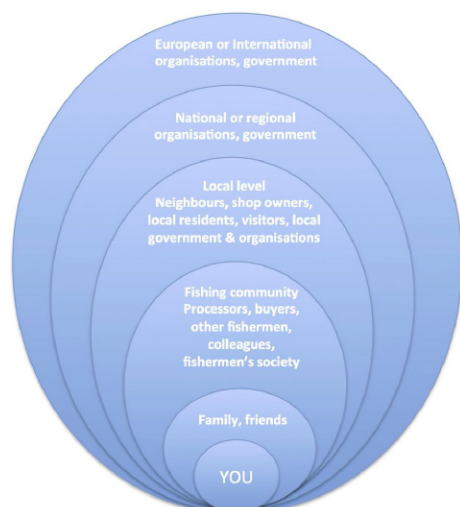 European or International
organisations, government
National or regional
organisations, government
Local level
Neighbours, shop owners,
local residents, visitors, local
government & organisations
Fishing community
Processors, buyers,
other fishermen,
colleagues,
fishermen's society
Family, friends
YOU